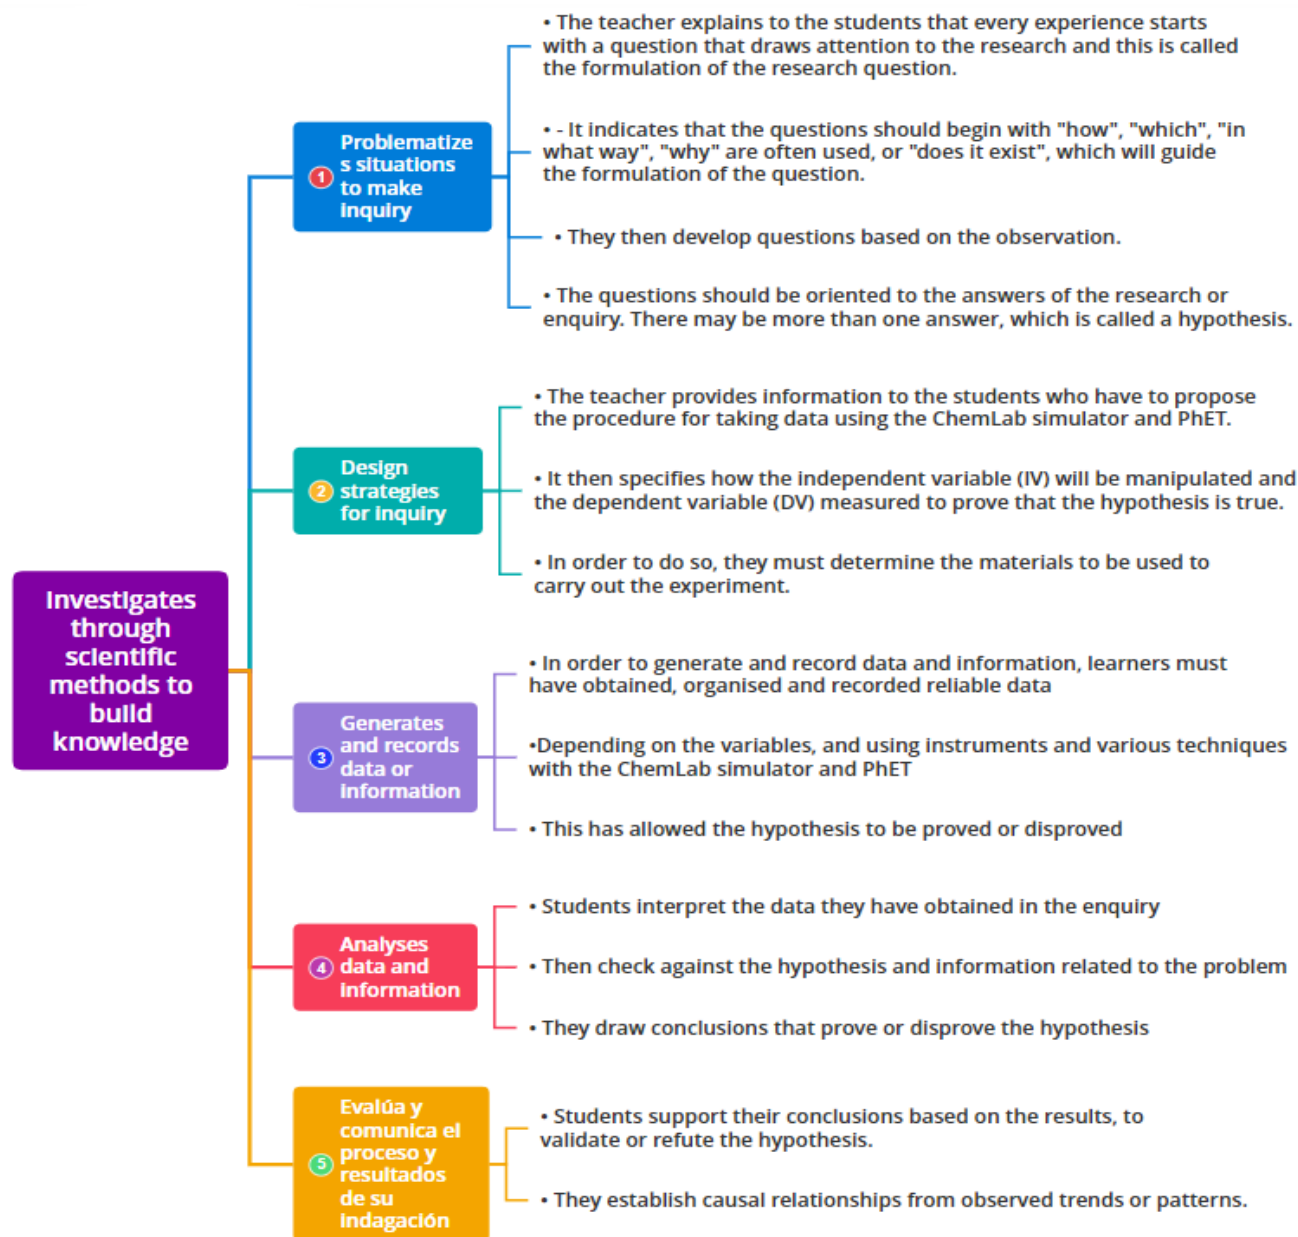 Investigates
through
scientific
methods to
build
knowledge
1
Problematize
s situations
to make
inquiry
• The teacher explains to the students that every experience starts
with a question that draws attention to the research and this is called
the formulation of the research question.
• - It indicates that the questions should begin with "how", "which", "in
what way", "why" are often used, or "does it exist", which will guide
the formulation of the question.
• They then develop questions based on the observation.
• The questions should be oriented to the answers of the research or
enquiry. There may be more than one answer, which is called a hypothesis.
2
Design
strategies
for inquiry
• The teacher provides information to the students who have to propose
the procedure for taking data using the ChemLab simulator and PhET.
• It then specifies how the independent variable (IV) will be manipulated and
the dependent variable (DV) measured to prove that the hypothesis is true.
• In order to do so, they must determine the materials to be used to
carry out the experiment.
3
Generates
and records
data or
information
• In order to generate and record data and information, learners must
have obtained, organised and recorded reliable data
•Depending on the variables, and using instruments and various techniques
with the ChemLab simulator and PhET
• This has allowed the hypothesis to be proved or disproved
4
Analyses
data and
information
• Students interpret the data they have obtained in the enquiry
• Then check against the hypothesis and information related to the problem
• They draw conclusions that prove or disprove the hypothesis
5
Evalúa y
comunica el
proceso y
resultados
de su
indagación
• Students support their conclusions based on the results, to
validate or refute the hypothesis.
• They establish causal relationships from observed trends or patterns.